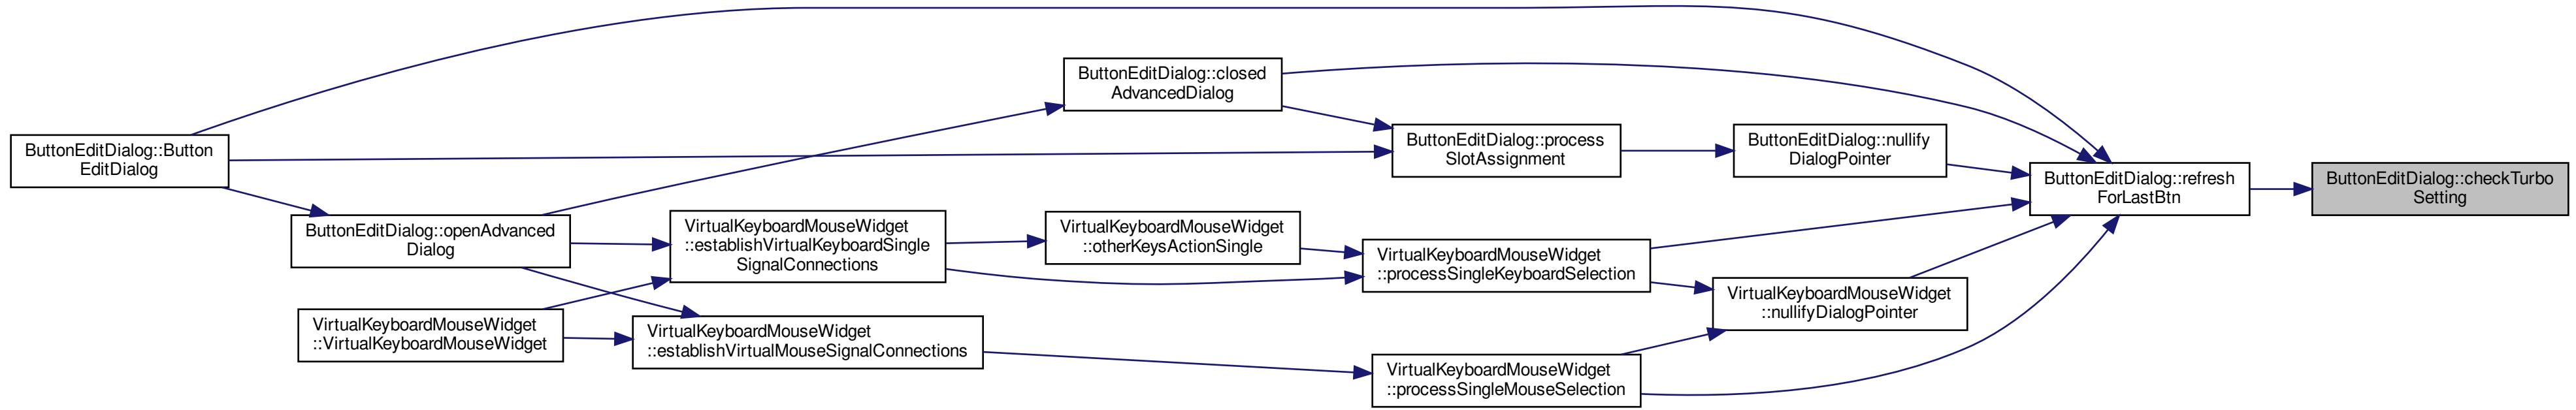 ButtonEditDialog::Button
EditDialog
ButtonEditDialog::openAdvanced
Dialog
VirtualKeyboardMouseWidget
::VirtualKeyboardMouseWidget
VirtualKeyboardMouseWidget
::establishVirtualKeyboardSingle
SignalConnections
VirtualKeyboardMouseWidget
::establishVirtualMouseSignalConnections
ButtonEditDialog::closed
AdvancedDialog
VirtualKeyboardMouseWidget
::otherKeysActionSingle
ButtonEditDialog::process
SlotAssignment
VirtualKeyboardMouseWidget
::processSingleKeyboardSelection
VirtualKeyboardMouseWidget
::processSingleMouseSelection
ButtonEditDialog::nullify
DialogPointer
VirtualKeyboardMouseWidget
::nullifyDialogPointer
ButtonEditDialog::refresh
ForLastBtn
ButtonEditDialog::checkTurbo
Setting